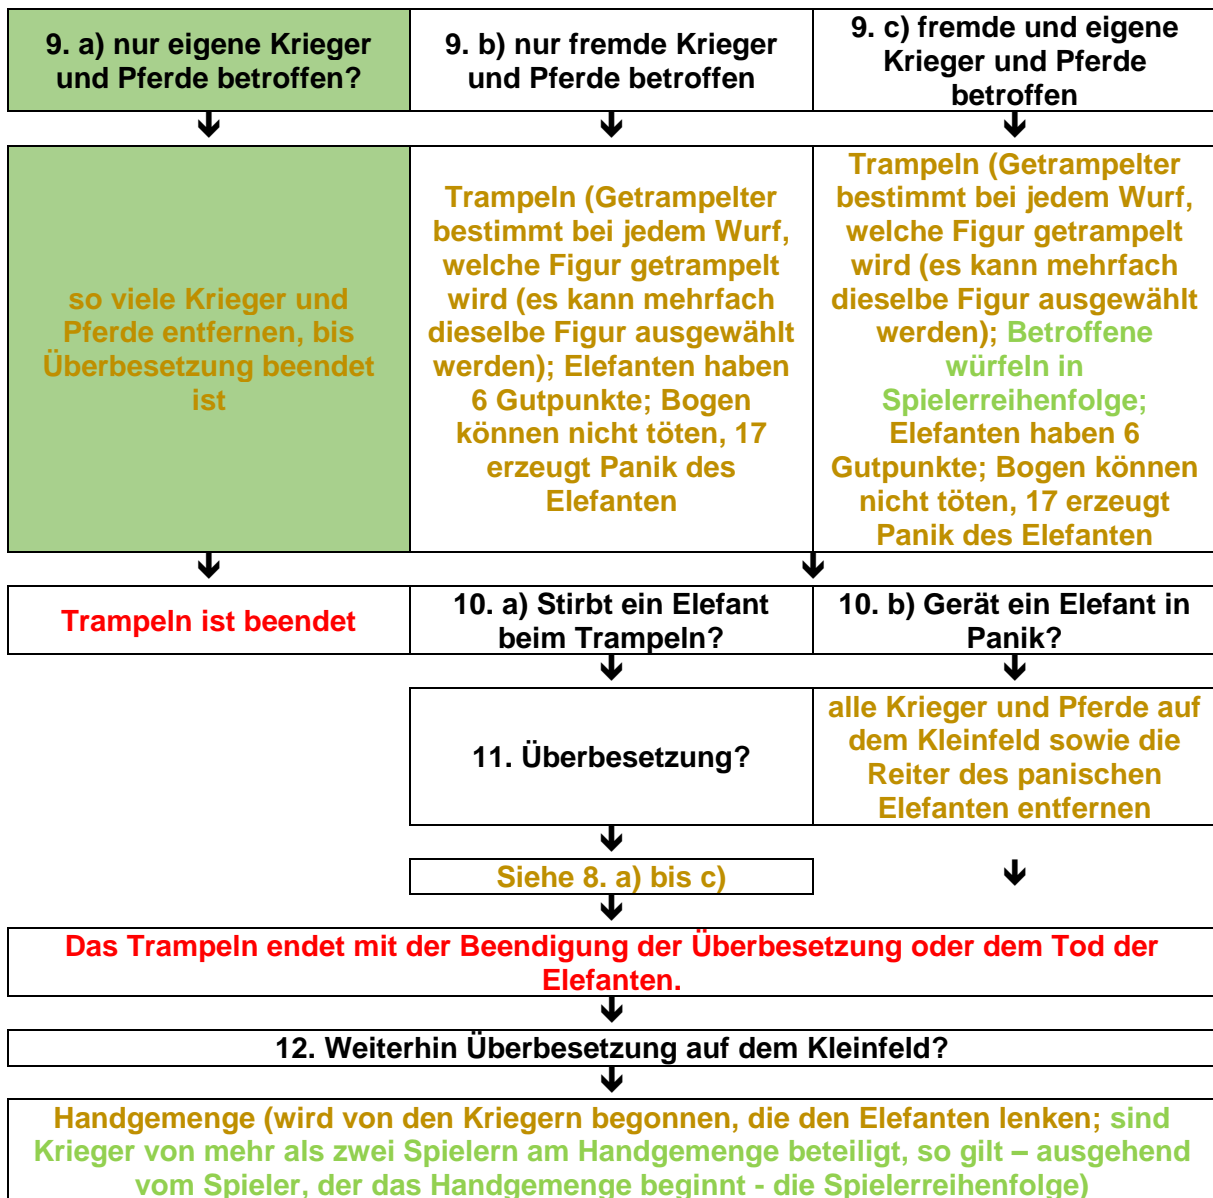 9. a) nur eigene Krieger
und Pferde betroffen?
9. b) nur fremde Krieger
und Pferde betroffen
9. c) fremde und eigene
Krieger und Pferde
betroffen
so viele Krieger und
Pferde entfernen, bis
Überbesetzung beendet
ist
Trampeln (Getrampelter
bestimmt bei jedem Wurf,
welche Figur getrampelt
wird (es kann mehrfach
dieselbe Figur ausgewählt
werden); Elefanten haben
6 Gutpunkte; Bogen
können nicht töten, 17
erzeugt Panik des
Elefanten
Trampeln (Getrampelter
bestimmt bei jedem Wurf,
welche Figur getrampelt
wird (es kann mehrfach
dieselbe Figur ausgewählt
werden); Betroffene
würfeln in
Spielerreihenfolge;
Elefanten haben 6
Gutpunkte; Bogen können
nicht töten, 17 erzeugt
Panik des Elefanten
Trampeln ist beendet
10. a) Stirbt ein Elefant
beim Trampeln?
10. b) Gerät ein Elefant in
Panik?
11. Überbesetzung?
alle Krieger und Pferde auf
dem Kleinfeld sowie die
Reiter des panischen
Elefanten entfernen
Siehe 8. a) bis c)
Das Trampeln endet mit der Beendigung der Überbesetzung oder dem Tod der
Elefanten.
12. Weiterhin Überbesetzung auf dem Kleinfeld?
Handgemenge (wird von den Kriegern begonnen, die den Elefanten lenken; sind
Krieger von mehr als zwei Spielern am Handgemenge beteiligt, so gilt – ausgehend
vom Spieler, der das Handgemenge beginnt - die Spielerreihenfolge)